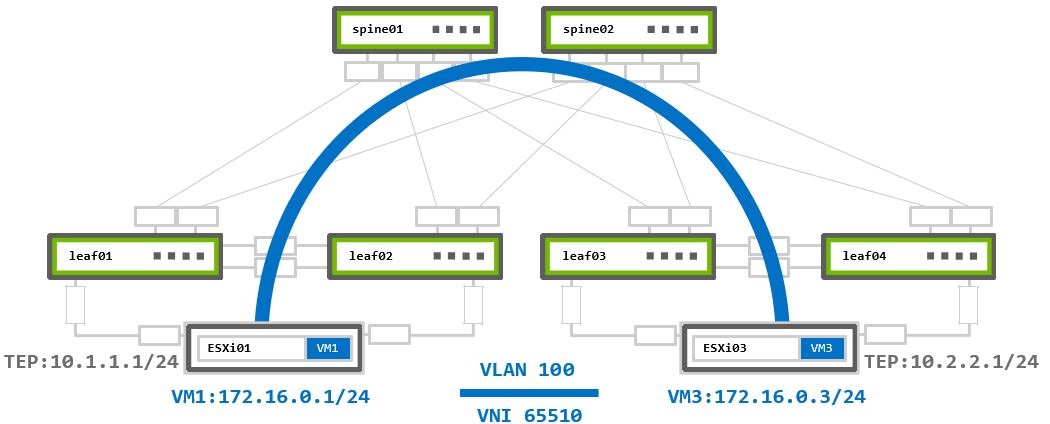 spine01
spine02
leaf01
leaf02
leaf03
leaf04
ESXi01
VM1
ESXi03
VM3
TEP:10.1.1.1/24
TEP:10.2.2.1/24
VLAN 100
VM1:172.16.0.1/24
VM3:172.16.0.3/24
VNI 65510